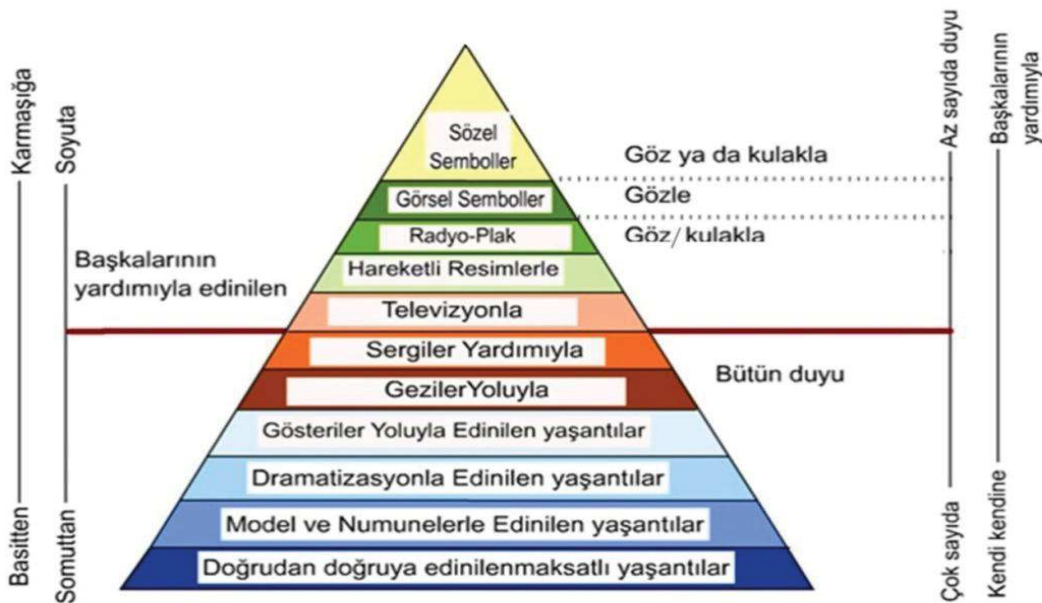 Karmaşığa
Soyuta
Basitten
Somuttan
Başkalarının
yardımıyla edinilen
Sözel
Semboller
Görsel Semboller
Radyo-Plak
Hareketli Resimlerle
Televizyonla
Sergiler Yardımıyla
GezilerYoluyla
Gösteriler Yoluyla Edinilen yaşantılar
Dramatizasyonla Edinilen yaşantılar
Model ve Numunelerle Edinilen yaşantılar
Doğrudan doğruya edinilenmaksatlı yaşantılar
Göz ya da kulakla
Gözle
Göz/ kulakla
Bütün duyu
Az sayıda duyu
Çok sayıda
Başkalarının
yardımıyla
Kendi kendine